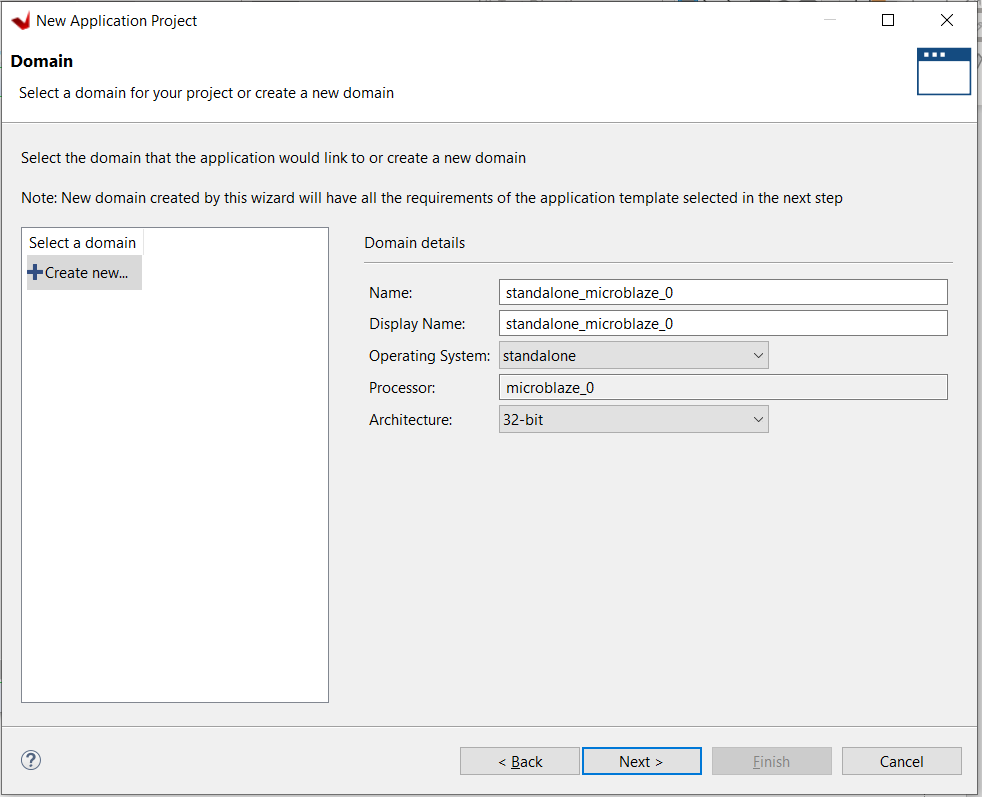 New Application Project
Domain
Select a domain for your project or create a new domain
Select the domain that the application would link to or create a new domain
Note: New domain created by this wizard will have all the requirements of the application template selected in the next step
Select a domain
Create new...
Domain details
Name: standalone_microblaze_0
Display Name: standalone_microblaze_0
Operating System: standalone
Processor: microblaze_0
Architecture: 32-bit
? < Back Next > Finish Cancel